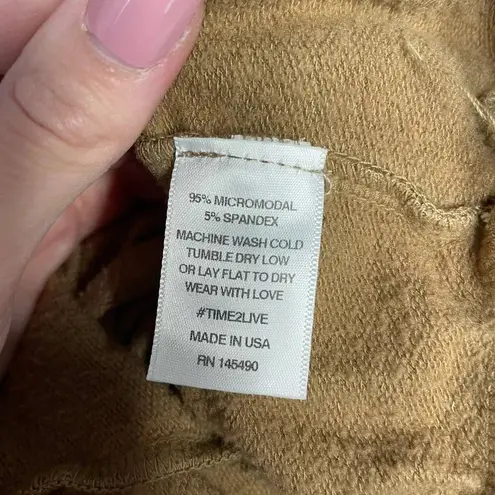 95% MICROMODAL
5% SPANDEX
MACHINE WASH COLD
TUMBLE DRY LOW
OR LAY FLAT TO DRY
WEAR WITH LOVE
#TIME2LIVE
MADE IN USA
RN 145490